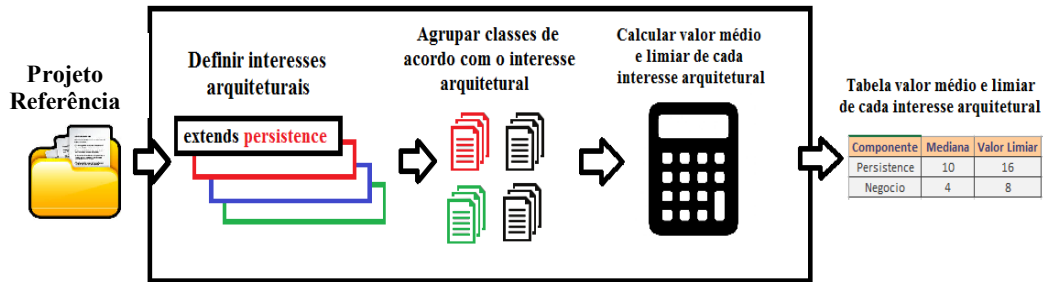 Projeto
Referência
Definir interesses
arquiteturais
extends persistence
Agrupar classes de
acordo com o interesse
arquitetural
Calcular valor médio
e limiar de cada
interesse arquitetural
Tabela valor médio e limiar
de cada interesse arquitetural
Componente Mediana Valor Limiar
Persistence 10 16
Negocio 4 8